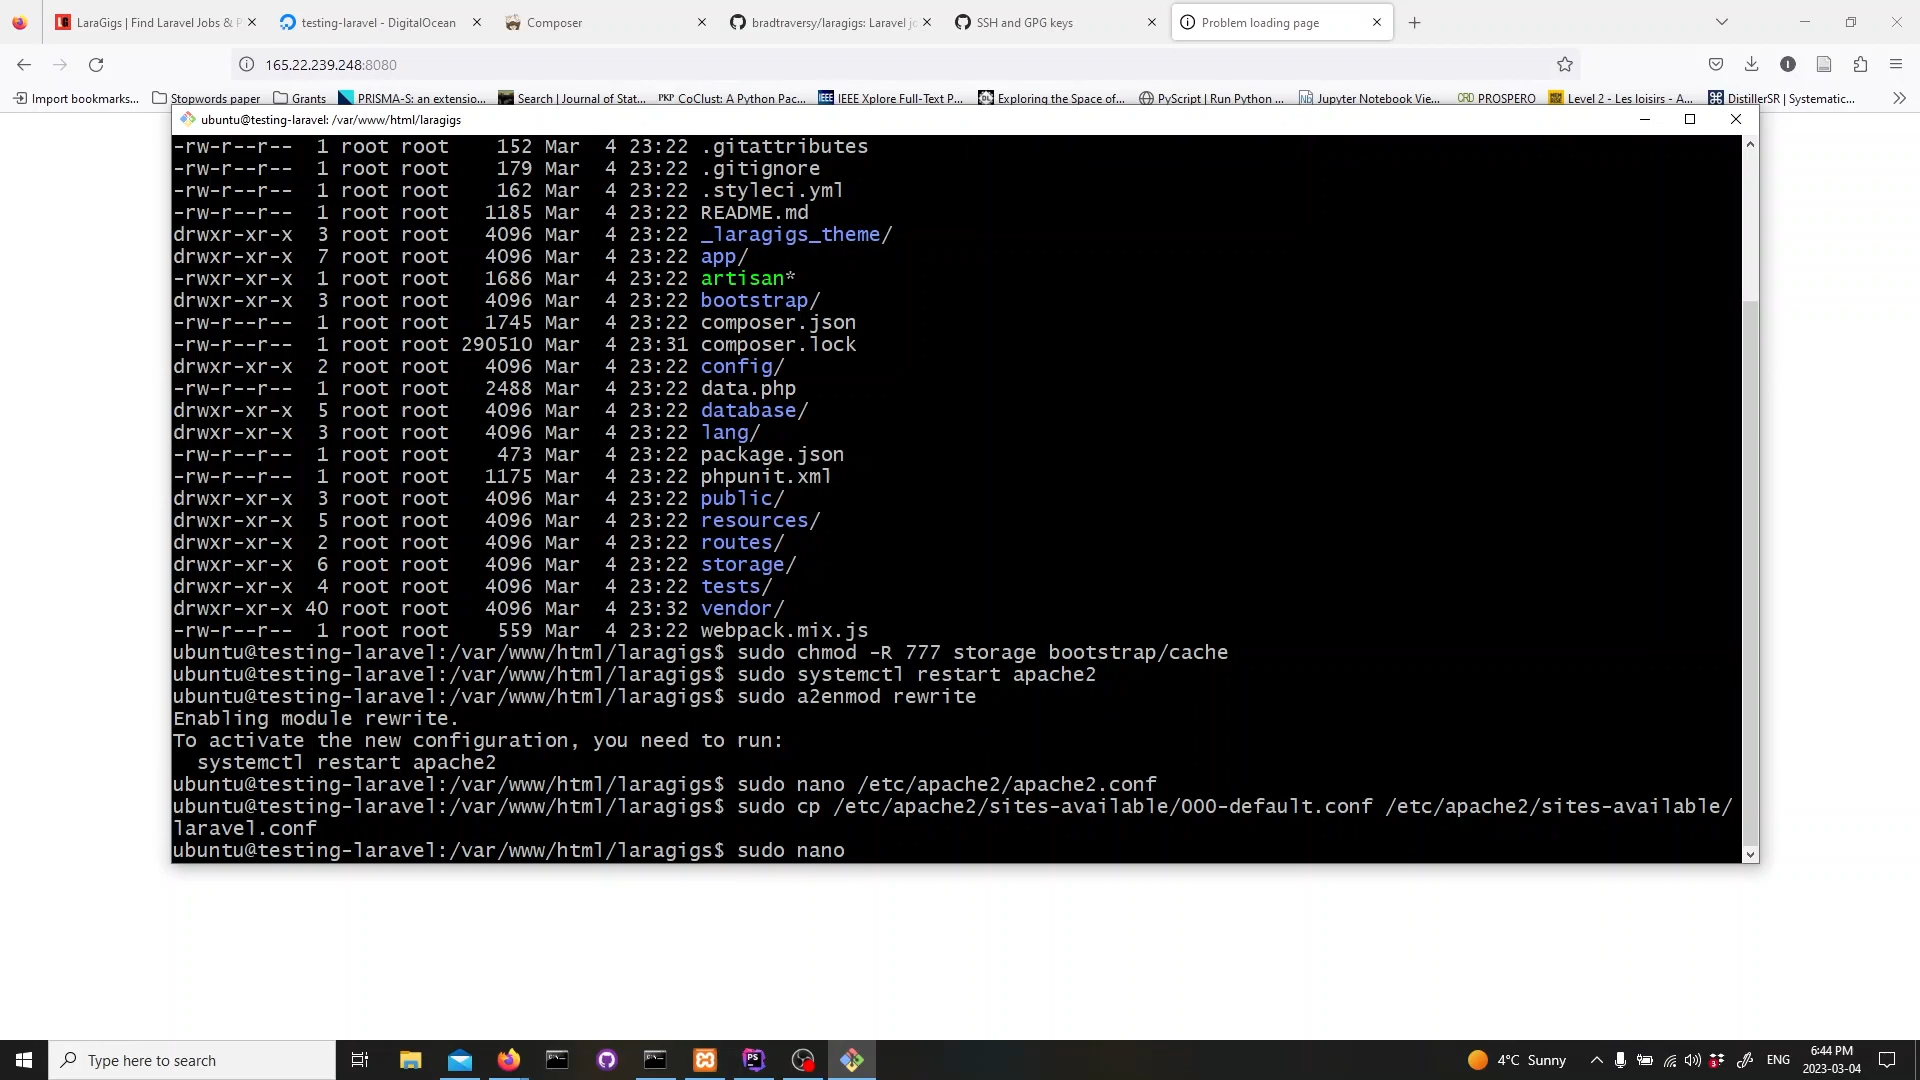 LaraGigs | Find Laravel Jobs & P
testing-laravel - DigitalOcean
Composer
bradtraversy/laragigs: Laravel jo
SSH and GPG keys
Problem loading page
165.22.239.248:8080
Import bookmarks...
Stopwords paper
Grants
PRISMA-S: an extensio...
Search | Journal of Stat...
PKP CoClust: A Python Pac...
IEEE IEEE Xplore Full-Text P...
Exploring the Space of...
PyScript | Run Python ...
Jupyter Notebook Vie...
CRD PROSPERO
Level 2 - Les loisirs - A...
DistillerSR | Systematic...
ubuntu@testing-laravel: /var/www/html/laragigs
-rw-r--r-- 1 root root 152 Mar 4 23:22 .gitattributes
-rw-r--r-- 1 root root 179 Mar 4 23:22 .gitignore
-rw-r--r-- 1 root root 162 Mar 4 23:22 .styleci.yml
-rw-r--r-- 1 root root 1185 Mar 4 23:22 README.md
drwxr-xr-x 3 root root 4096 Mar 4 23:22 _laragigs_theme/
drwxr-xr-x 7 root root 4096 Mar 4 23:22 app/
-rwxr-xr-x 1 root root 1686 Mar 4 23:22 artisan*
drwxr-xr-x 3 root root 4096 Mar 4 23:22 bootstrap/
-rw-r--r-- 1 root root 1745 Mar 4 23:22 composer.json
-rw-r--r-- 1 root root 290510 Mar 4 23:31 composer.lock
drwxr-xr-x 2 root root 4096 Mar 4 23:22 config/
-rw-r--r-- 1 root root 2488 Mar 4 23:22 data.php
drwxr-xr-x 5 root root 4096 Mar 4 23:22 database/
drwxr-xr-x 3 root root 4096 Mar 4 23:22 lang/
-rw-r--r-- 1 root root 473 Mar 4 23:22 package.json
-rw-r--r-- 1 root root 1175 Mar 4 23:22 phpunit.xml
drwxr-xr-x 3 root root 4096 Mar 4 23:22 public/
drwxr-xr-x 5 root root 4096 Mar 4 23:22 resources/
drwxr-xr-x 2 root root 4096 Mar 4 23:22 routes/
drwxr-xr-x 6 root root 4096 Mar 4 23:22 storage/
drwxr-xr-x 4 root root 4096 Mar 4 23:22 tests/
drwxr-xr-x 40 root root 4096 Mar 4 23:32 vendor/
-rw-r--r-- 1 root root 559 Mar 4 23:22 webpack.mix.js
ubuntu@testing-laravel:/var/www/html/laragigs$ sudo chmod -R 777 storage bootstrap/cache
ubuntu@testing-laravel:/var/www/html/laragigs$ sudo systemctl restart apache2
ubuntu@testing-laravel:/var/www/html/laragigs$ sudo a2enmod rewrite
Enabling module rewrite.
To activate the new configuration, you need to run:
systemctl restart apache2
ubuntu@testing-laravel:/var/www/html/laragigs$ sudo nano /etc/apache2/apache2.conf
ubuntu@testing-laravel:/var/www/html/laragigs$ sudo cp /etc/apache2/sites-available/000-default.conf /etc/apache2/sites-available/
laravel.conf
ubuntu@testing-laravel:/var/www/html/laragigs$ sudo nano
Type here to search
4°C Sunny
ENG
6:44 PM
2023-03-04